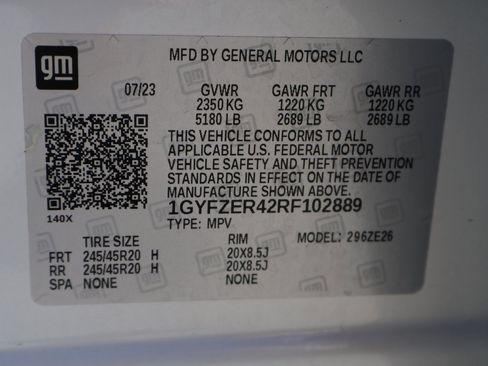 gm
MFD BY GENERAL MOTORS LLC
07/23 GVWR GAWR FRT GAWR RR
2350 KG 1220 KG 1220 KG
5180 LB 2689 LB 2689 LB
THIS VEHICLE CONFORMS TO ALL
APPLICABLE U.S. FEDERAL MOTOR
VEHICLE SAFETY AND THEFT PREVENTION
STANDARDS IN EFFECT ON THE DATE OF
MANUFACTURE SHOWN ABOVE.
140X 1GYFZER42RF102889
TYPE: MPV MODEL: 296ZE26
TIRE SIZE RIM
FRT 245/45R20 H 20X8.5J
RR 245/45R20 H 20X8.5J
SPA NONE NONE